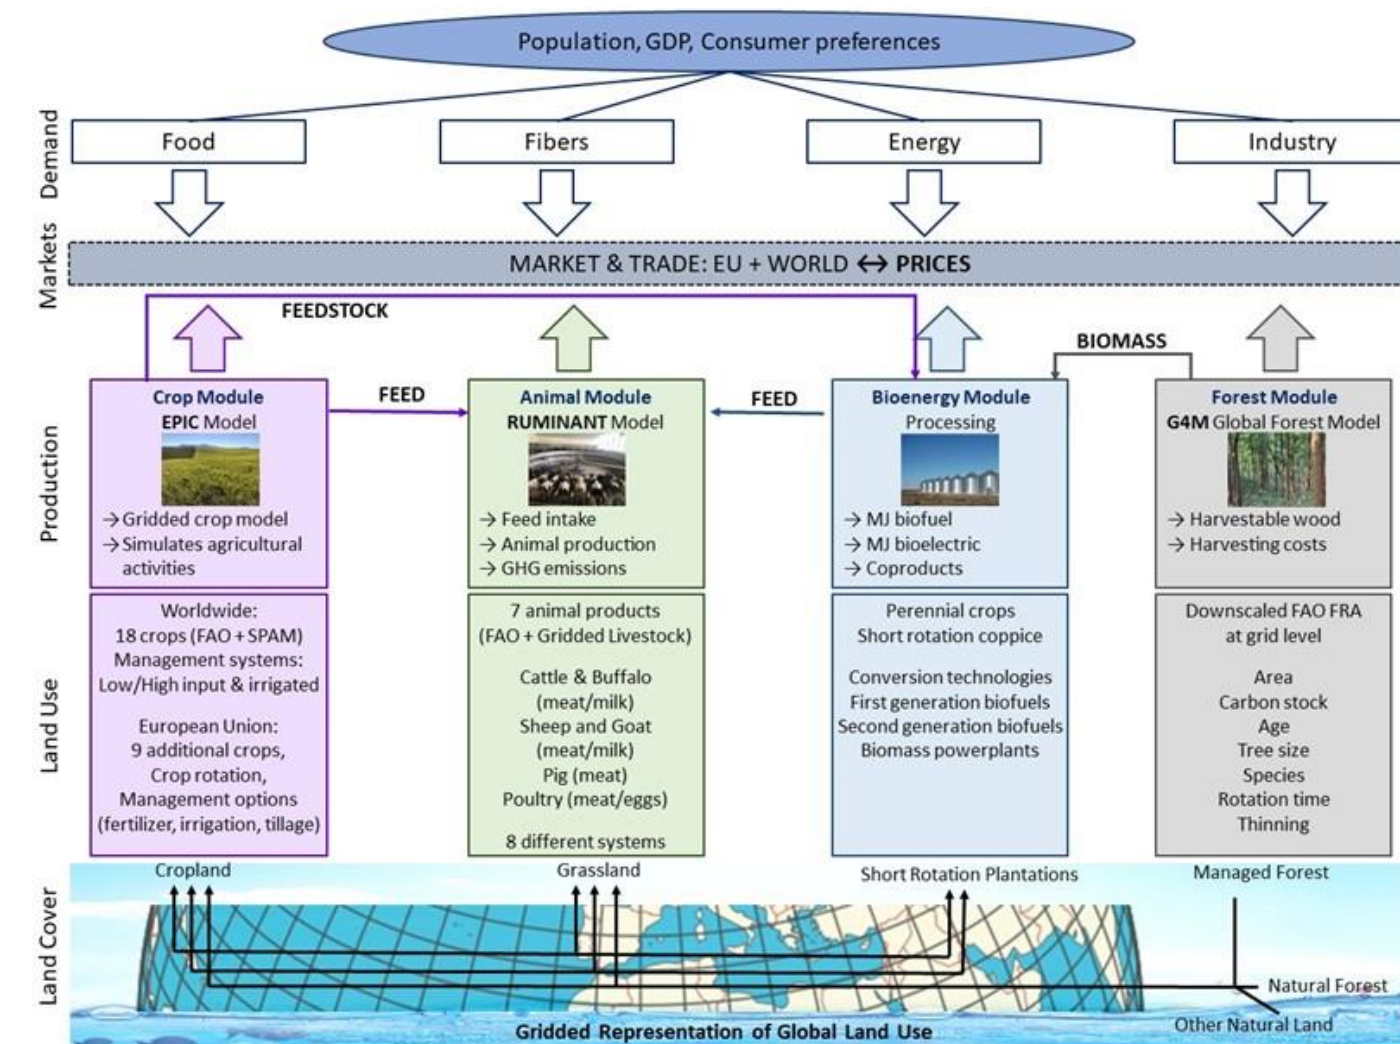 Population, GDP, Consumer preferences
Demand
Food
Fibers
Energy
Industry
Markets
MARKET & TRADE: EU + WORLD ↔ PRICES
FEEDSTOCK
BIOMASS
FEED
FEED
Production
Crop Module
EPIC Model
→ Gridded crop model
→ Simulates agricultural
activities
Animal Module
RUMINANT Model
→ Feed intake
→ Animal production
→ GHG emissions
Bioenergy Module
Processing
→ MJ biofuel
→ MJ bioelectric
→ Coproducts
Forest Module
G4M Global Forest Model
→ Harvestable wood
→ Harvesting costs
Land Use
Worldwide:
18 crops (FAO + SPAM)
Management systems:
Low/High input & irrigated
European Union:
9 additional crops,
Crop rotation,
Management options
(fertilizer, irrigation, tillage)
7 animal products
(FAO + Gridded Livestock)
Cattle & Buffalo
(meat/milk)
Sheep and Goat
(meat/milk)
Pig (meat)
Poultry (meat/eggs)
8 different systems
Perennial crops
Short rotation coppice
Conversion technologies
First generation biofuels
Second generation biofuels
Biomass powerplants
Downscaled FAO FRA
at grid level
Area
Carbon stock
Age
Tree size
Species
Rotation time
Thinning
Land Cover
Cropland
Grassland
Short Rotation Plantations
Managed Forest
Natural Forest
Other Natural Land
Gridded Representation of Global Land Use